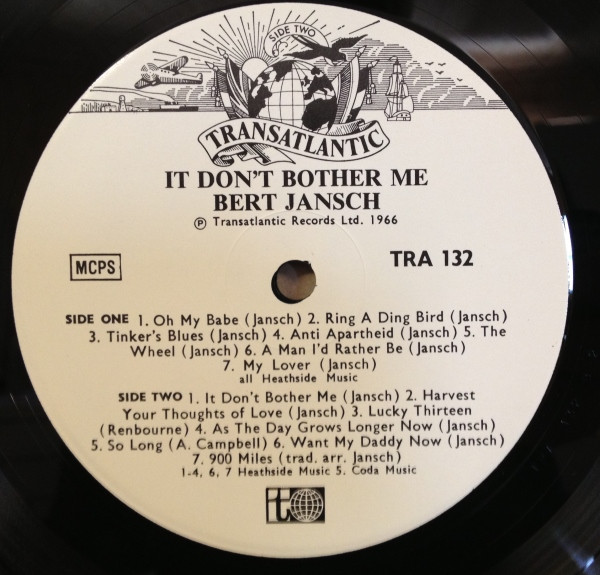 SIDE TWO
TRANSATLANTIC
IT DON'T BOTHER ME
BERT JANSCH
℗ Transatlantic Records Ltd. 1966
MCPS
TRA 132
SIDE ONE 1. Oh My Babe (Jansch) 2. Ring A Ding Bird (Jansch)
3. Tinker's Blues (Jansch) 4. Anti Apartheid (Jansch) 5. The
Wheel (Jansch) 6. A Man I'd Rather Be (Jansch)
7. My Lover (Jansch)
all Heathside Music
SIDE TWO 1. It Don't Bother Me (Jansch) 2. Harvest
Your Thoughts of Love (Jansch) 3. Lucky Thirteen
(Renbourne) 4. As The Day Grows Longer Now (Jansch)
5. So Long (A. Campbell) 6. Want My Daddy Now (Jansch)
7. 900 Miles (trad. arr. Jansch)
1-4, 6, 7 Heathside Music 5. Coda Music
t